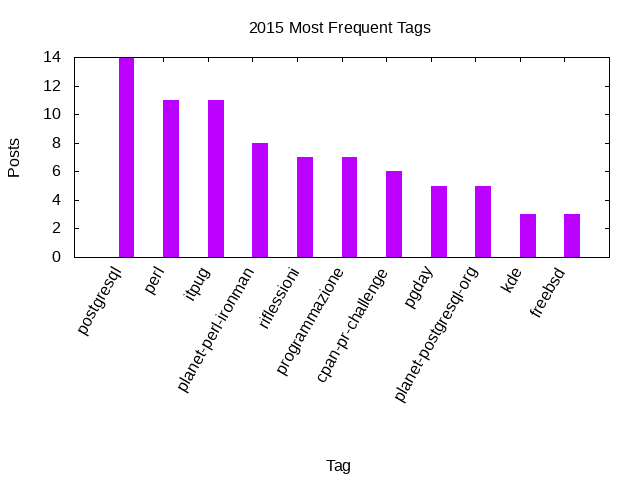 2015 Most Frequent Tags
Posts
14
12
10
8
6
4
2
0
postgresql
perl
itpug
planet-perl-ironman
riflessioni
programmazione
cpan-pr-challenge
pgday
planet-postgresql-org
kde
freebsd
Tag